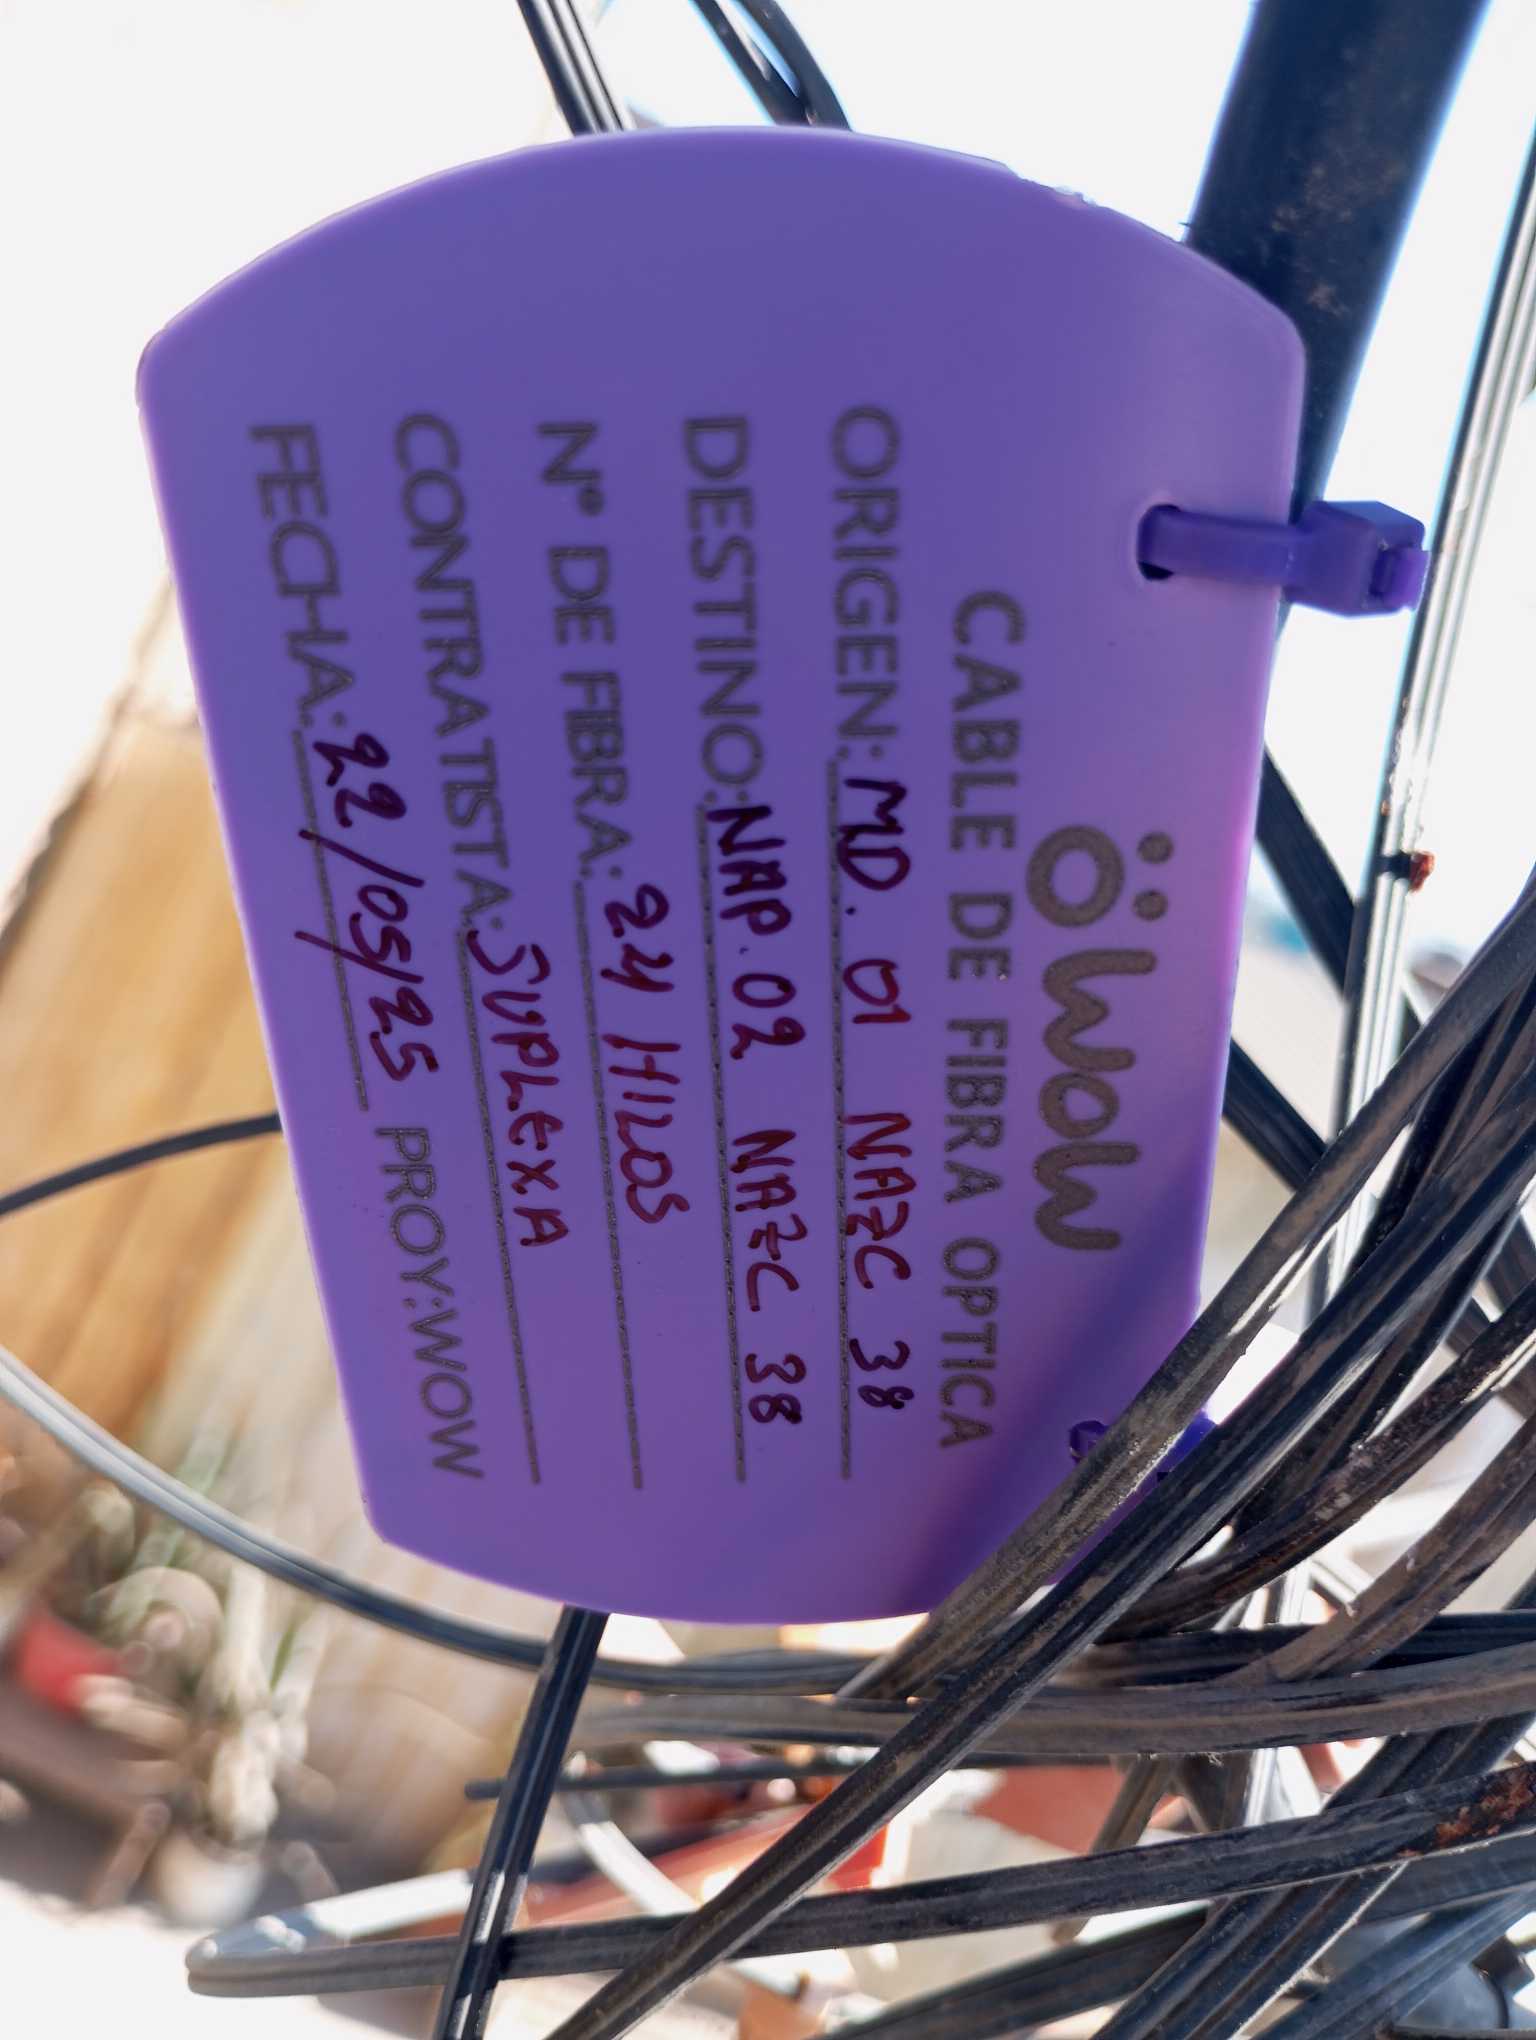 wow
CABLE DE FIBRA OPTICA
ORIGEN: MD. 01 NAZC 38
DESTINO: NAP. 02 NAZC 38
N° DE FIBRA: 24 HILOS
CONTRATISTA: SUPLEXA
FECHA: 22/05/25 PROY:WOW